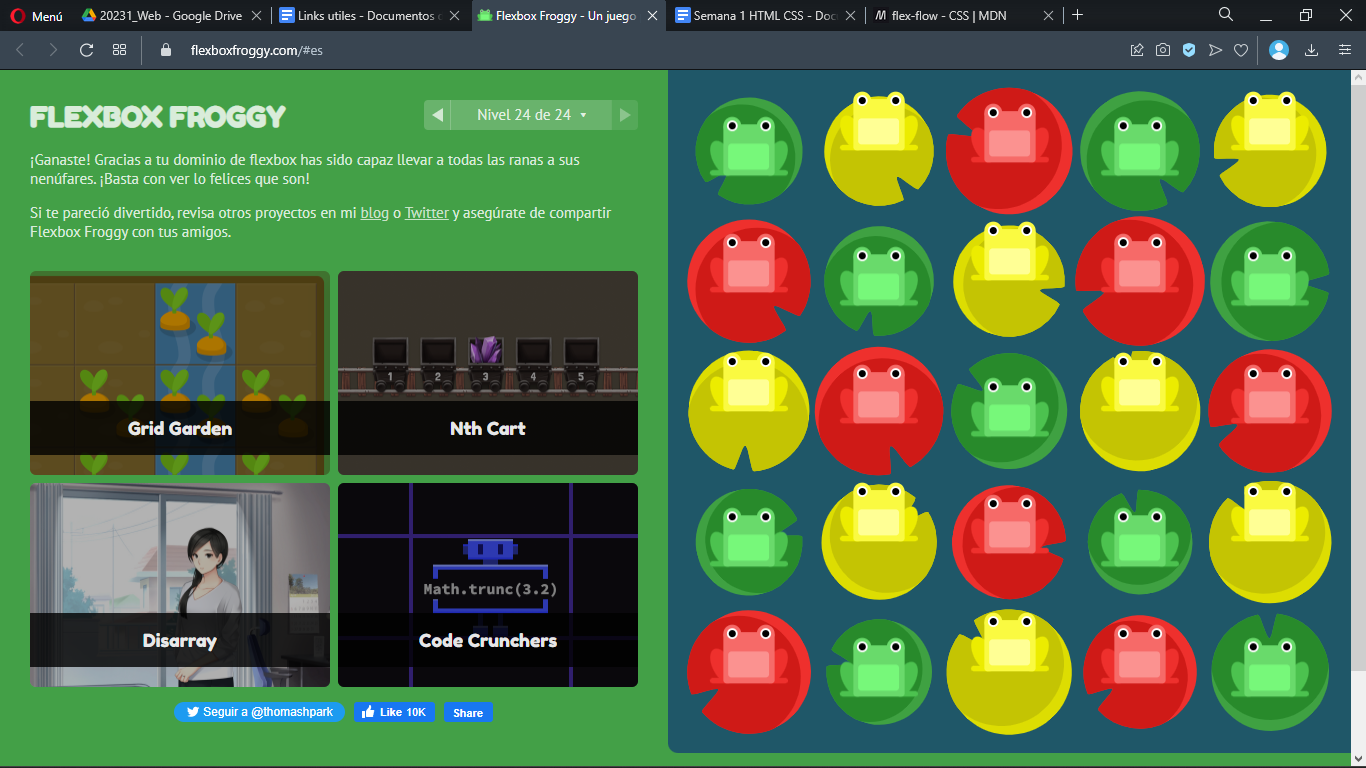 Menú
20231_Web - Google Drive
Links utiles - Documentos
Flexbox Froggy - Un juego
Semana 1 HTML CSS - Doc
flex-flow - CSS | MDN
flexboxfroggy.com/#es
FLEXBOX FROGGY
Nivel 24 de 24
¡Ganaste! Gracias a tu dominio de flexbox has sido capaz llevar a todas las ranas a sus
nenúfares. ¡Basta con ver lo felices que son!
Si te pareció divertido, revisa otros proyectos en mi blog o Twitter y asegúrate de compartir
Flexbox Froggy con tus amigos.
Grid Garden
1 2 3 4 5
Nth Cart
Disarray
Math.trunc(3.2)
Code Crunchers
Seguir a @thomashpark
Like 10K
Share